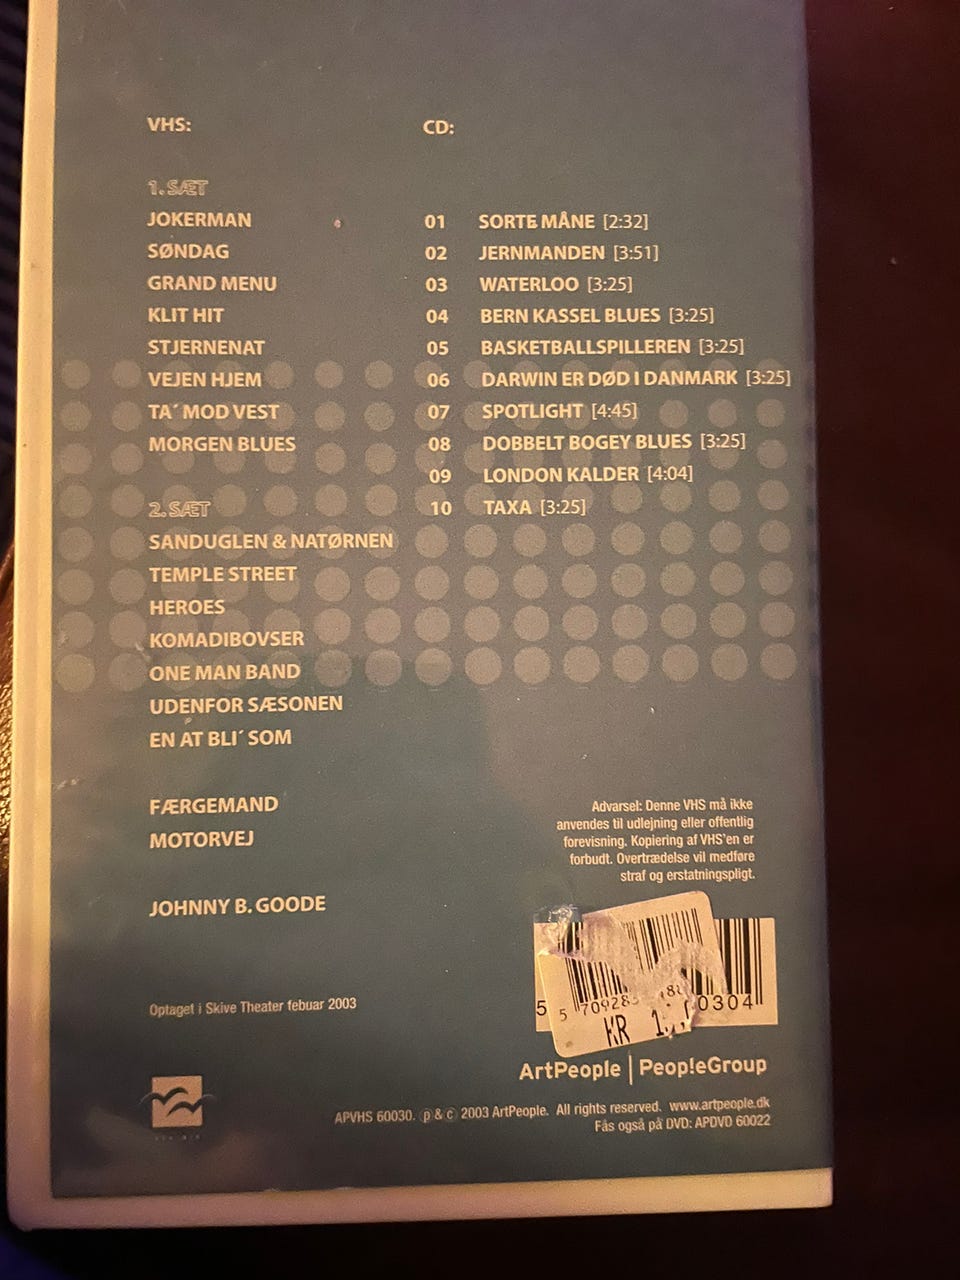 VHS:
1. SÆT
JOKERMAN
SØNDAG
GRAND MENU
KLIT HIT
STJERNENAT
VEJEN HJEM
TA´ MOD VEST
MORGEN BLUES
2. SÆT
SANDUGLEN & NATØRNEN
TEMPLE STREET
HEROES
KOMADIBOVSER
ONE MAN BAND
UDENFOR SÆSONEN
EN AT BLI´ SOM
FÆRGEMAND
MOTORVEJ
JOHNNY B. GOODE
CD:
01 SORTE MÅNE [2:32]
02 JERNMANDEN [3:51]
03 WATERLOO [3:25]
04 BERN KASSEL BLUES [3:25]
05 BASKETBALLSPILLEREN [3:25]
06 DARWIN ER DØD I DANMARK [3:25]
07 SPOTLIGHT [4:45]
08 DOBBELT BOGEY BLUES [3:25]
09 LONDON KALDER [4:04]
10 TAXA [3:25]
Advarsel: Denne VHS må ikke
anvendes til udlejning eller offentlig
forevisning. Kopiering af VHS'en er
forbudt. Overtrædelse vil medføre
straf og erstatningspligt.
KR
Optaget i Skive Theater febuar 2003
ArtPeople | Peop!eGroup
APVHS 60030. ⓟ & ⓒ 2003 ArtPeople. All rights reserved. www.artpeople.dk
Fås også på DVD: APDVD 60022